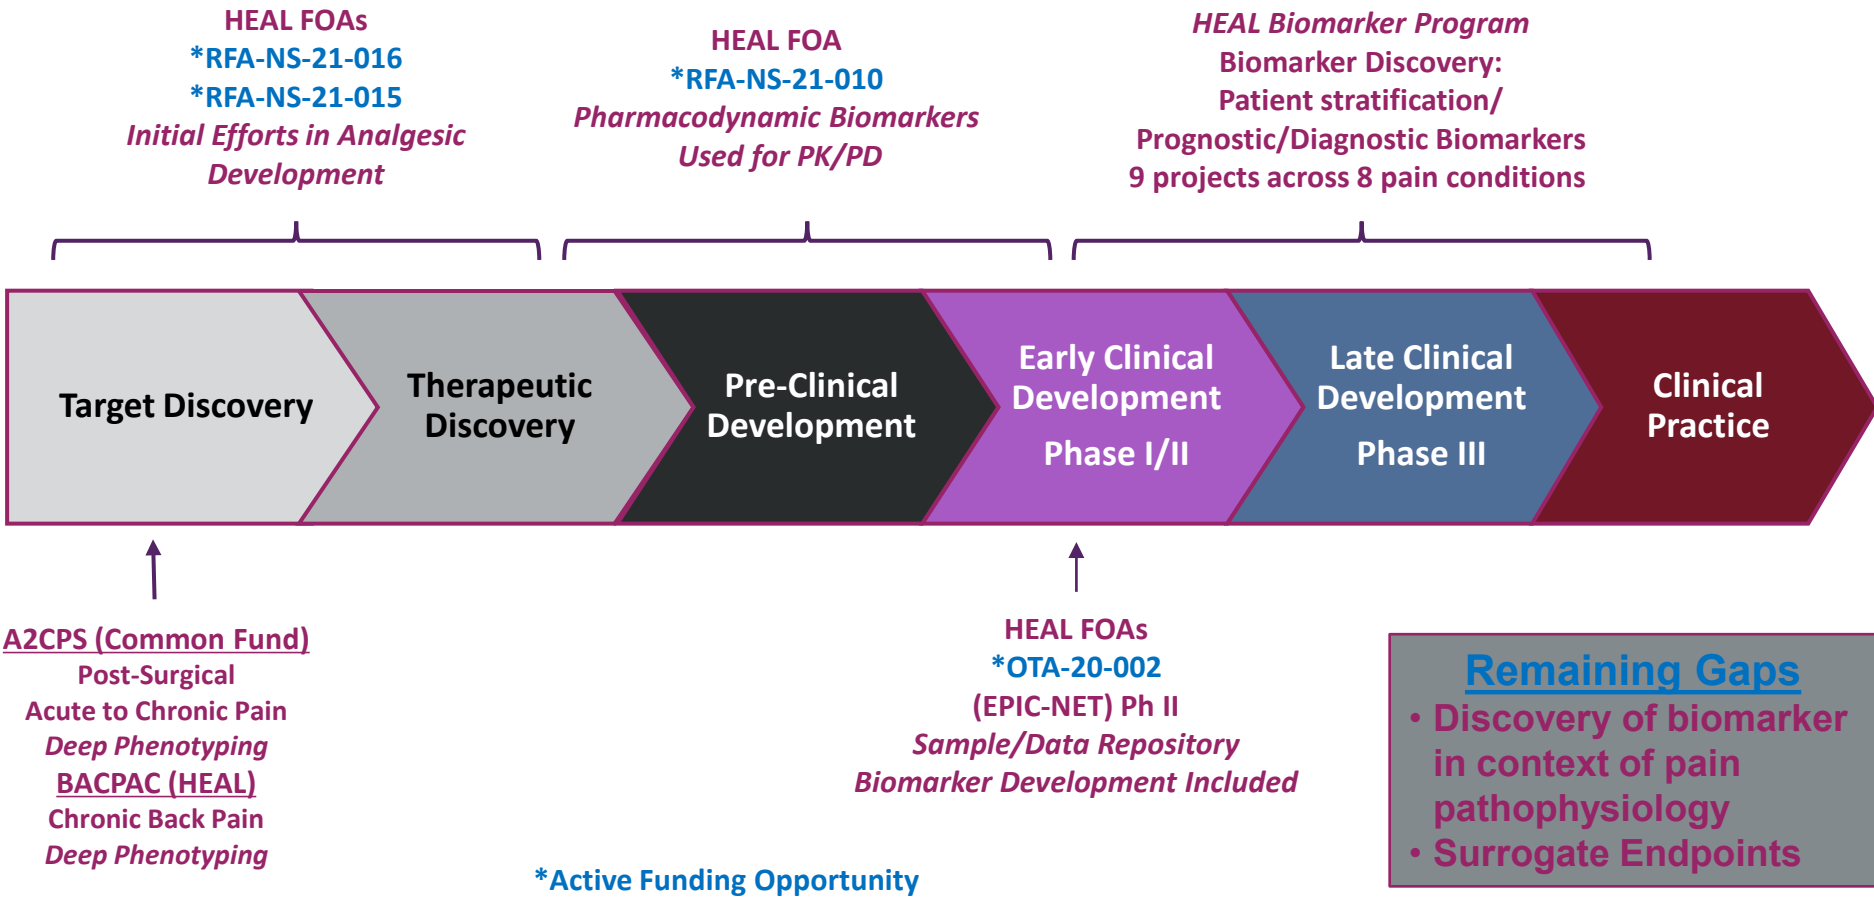 HEAL FOAs
*RFA-NS-21-016
*RFA-NS-21-015
Initial Efforts in Analgesic
Development
HEAL FOA
*RFA-NS-21-010
Pharmacodynamic Biomarkers
Used for PK/PD
HEAL Biomarker Program
Biomarker Discovery:
Patient stratification/
Prognostic/Diagnostic Biomarkers
9 projects across 8 pain conditions
Target Discovery
Therapeutic
Discovery
Pre-Clinical
Development
Early Clinical
Development
Phase I/II
Late Clinical
Development
Phase III
Clinical
Practice
A2CPS (Common Fund)
Post-Surgical
Acute to Chronic Pain
Deep Phenotyping
BACPAC (HEAL)
Chronic Back Pain
Deep Phenotyping
HEAL FOAs
*OTA-20-002
(EPIC-NET) Ph II
Sample/Data Repository
Biomarker Development Included
Remaining Gaps
• Discovery of biomarker
in context of pain
pathophysiology
• Surrogate Endpoints
*Active Funding Opportunity